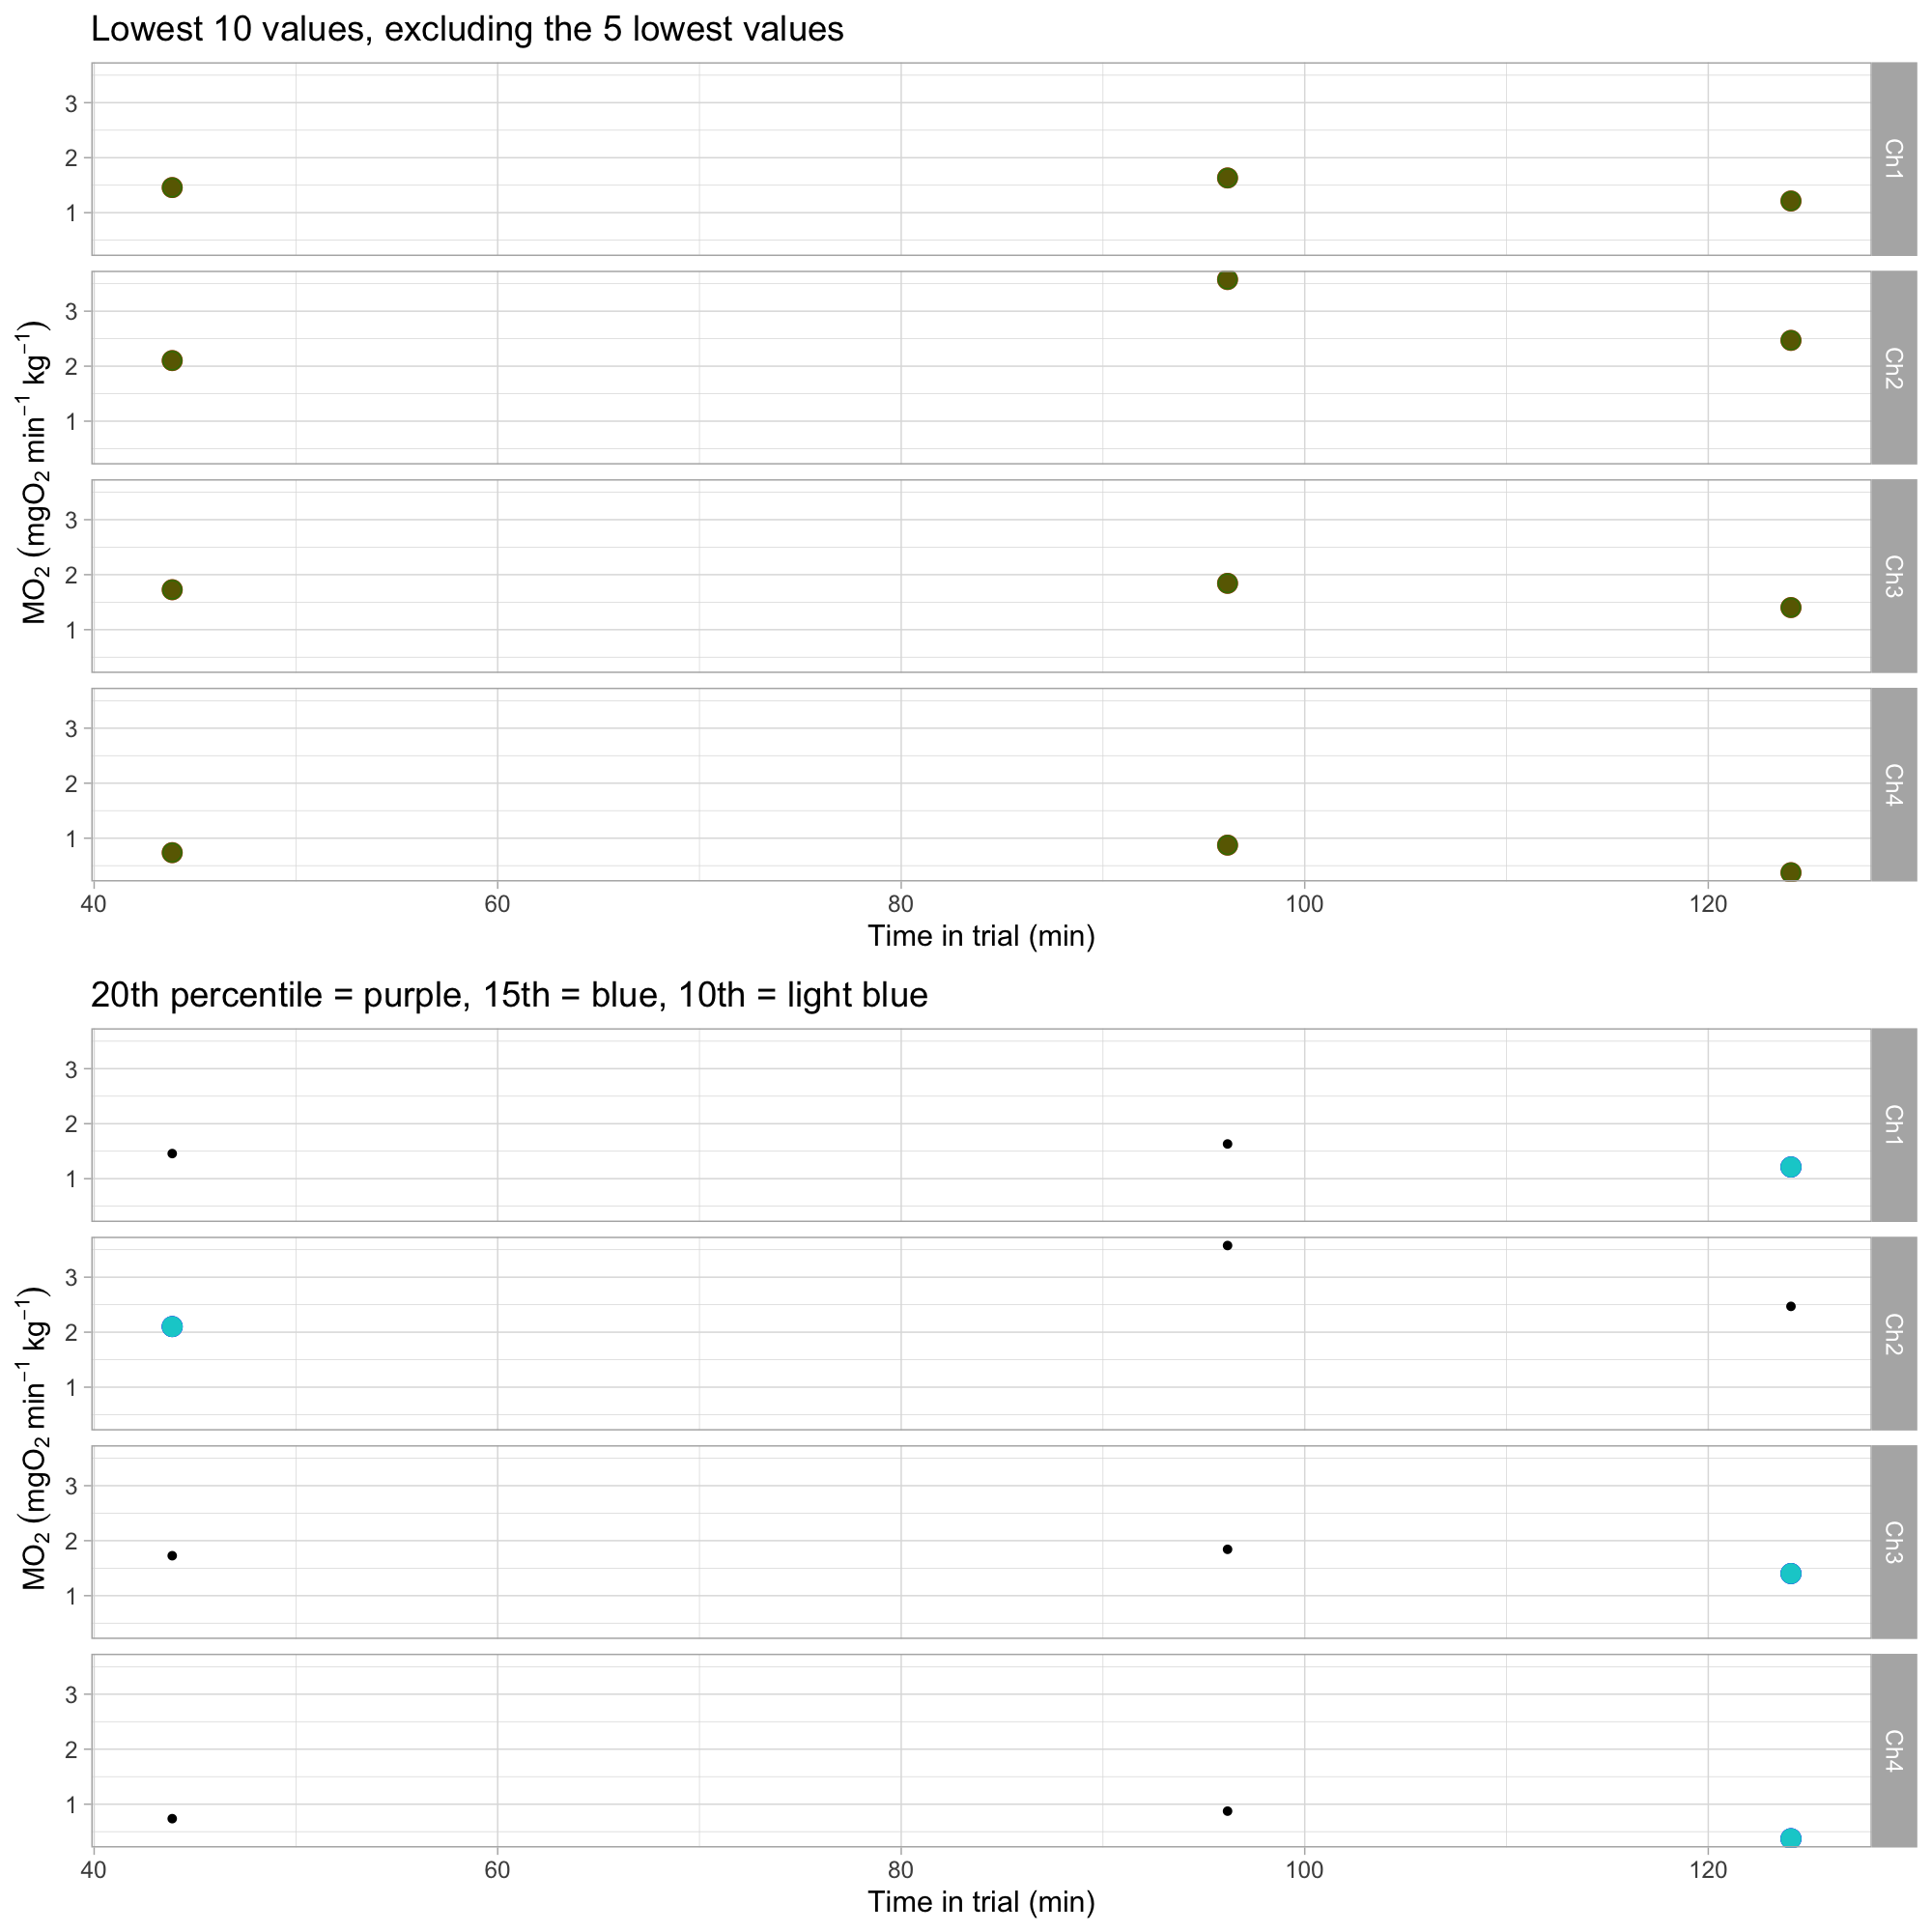 Lowest 10 values, excluding the 5 lowest values
3
2
1
Ch1
3
2
1
Ch2
3
2
1
Ch3
3
2
1
Ch4
MO₂ (mgO₂ min⁻¹ kg⁻¹)
40 60 80 100 120
Time in trial (min)
20th percentile = purple, 15th = blue, 10th = light blue
3
2
1
Ch1
3
2
1
Ch2
3
2
1
Ch3
3
2
1
Ch4
MO₂ (mgO₂ min⁻¹ kg⁻¹)
40 60 80 100 120
Time in trial (min)